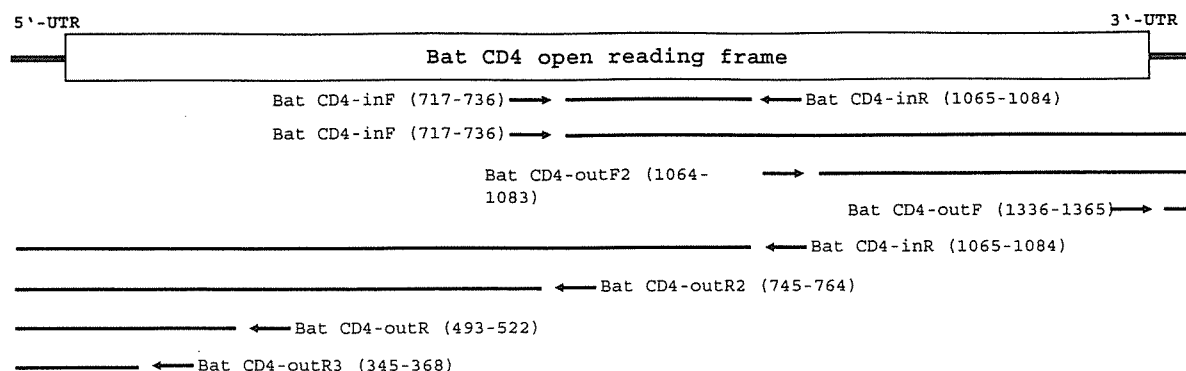 5'-UTR
3'-UTR
Bat CD4 open reading frame
Bat CD4-inF (717-736)
Bat CD4-inR (1065-1084)
Bat CD4-inF (717-736)
Bat CD4-outF2 (1064-
1083)
Bat CD4-outF (1336-1365)
Bat CD4-inR (1065-1084)
Bat CD4-outR2 (745-764)
Bat CD4-outR (493-522)
Bat CD4-outR3 (345-368)